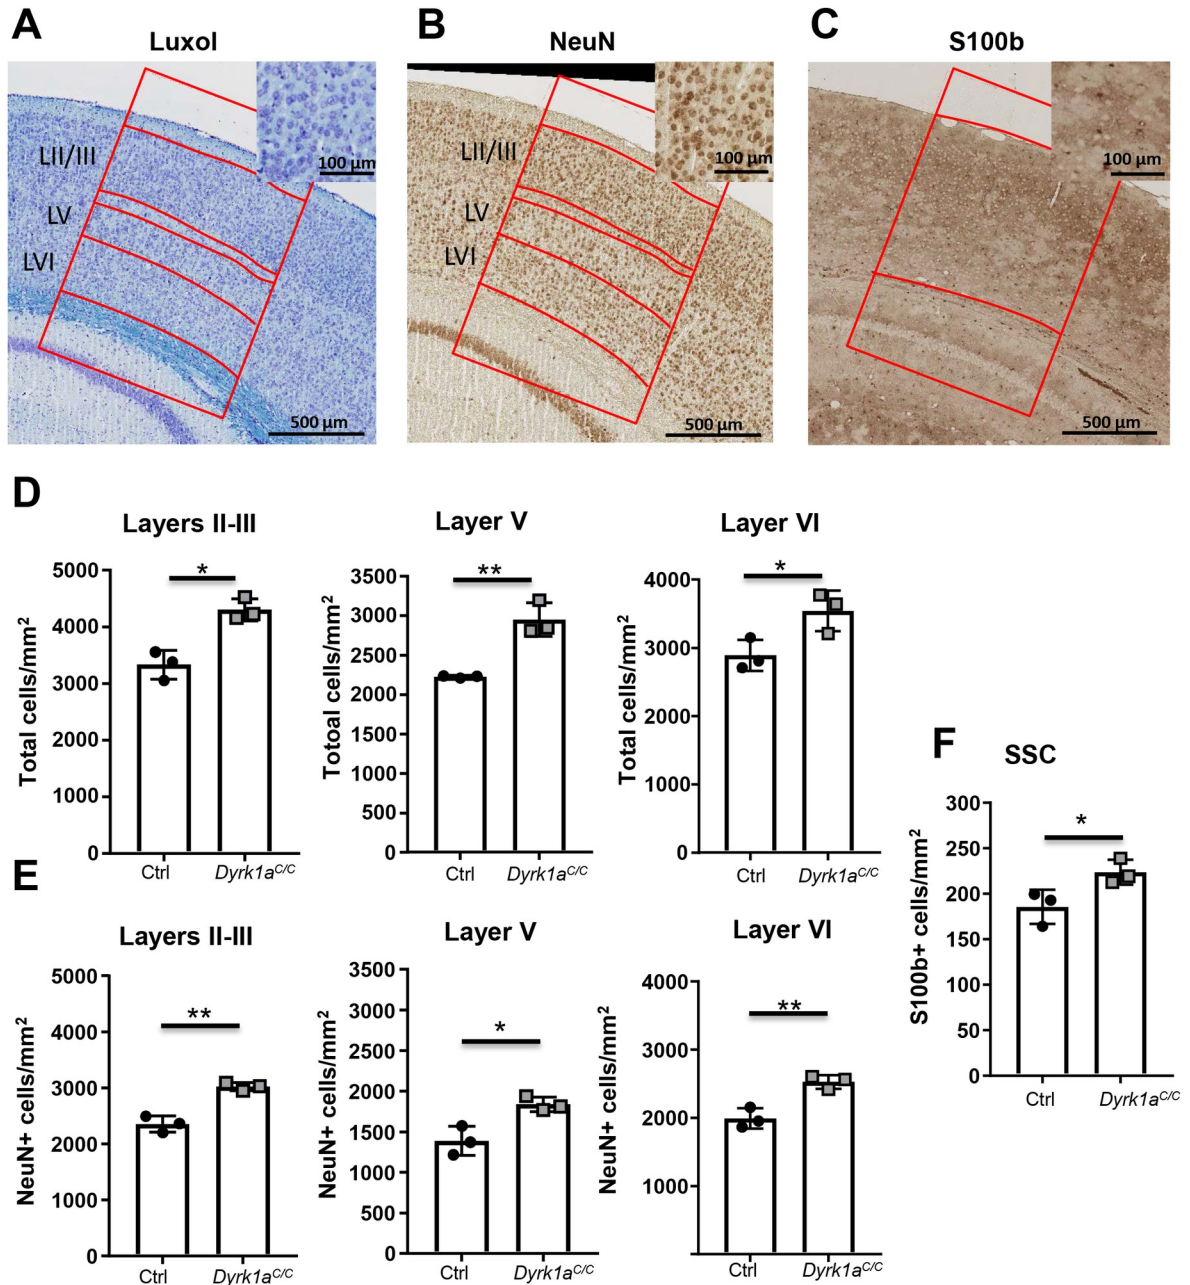 A
Luxol
LII/III
LV
LVI
100 µm
500 µm
B
NeuN
LII/III
LV
LVI
100 µm
500 µm
C
S100b
100 µm
500 µm
D
Layers II-III
Total cells/mm²
5000
4000
3000
2000
1000
0
*
Ctrl
Dyrk1a^C/C
Layer V
Totoal cells/mm²
3500
3000
2500
2000
1500
1000
500
0
**
Ctrl
Dyrk1a^C/C
Layer VI
Total cells/mm²
4000
3000
2000
1000
0
*
Ctrl
Dyrk1a^C/C
E
Layers II-III
NeuN+ cells/mm²
5000
4000
3000
2000
1000
0
**
Ctrl
Dyrk1a^C/C
Layer V
NeuN+ cells/mm²
3500
3000
2500
2000
1500
1000
500
0
*
Ctrl
Dyrk1a^C/C
Layer VI
NeuN+ cells/mm²
4000
3000
2000
1000
**
Ctrl
Dyrk1a^C/C
F
SSC
S100b+ cells/mm²
300
250
200
150
100
50
0
*
Ctrl
Dyrk1a^C/C